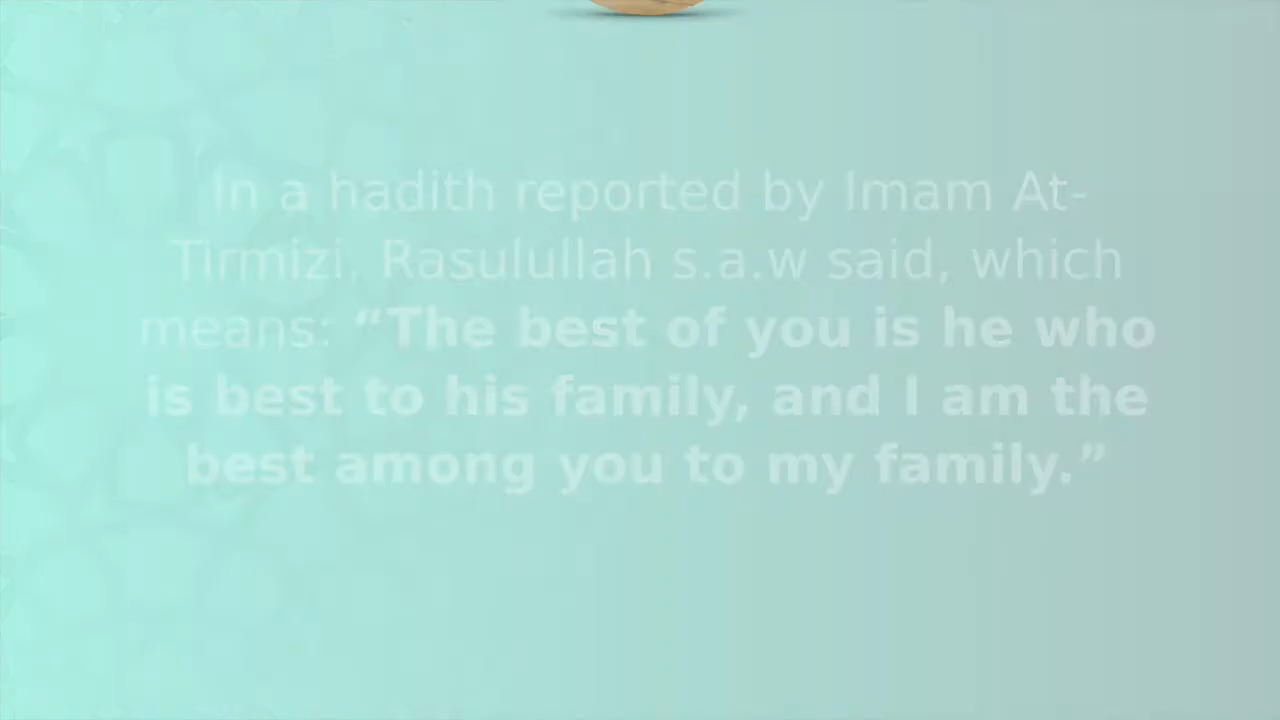 In a hadith reported by Imam At-
Tirmizi, Rasulullah s.a.w said, which
means: “The best of you is he who
is best to his family, and I am the
best among you to my family.”